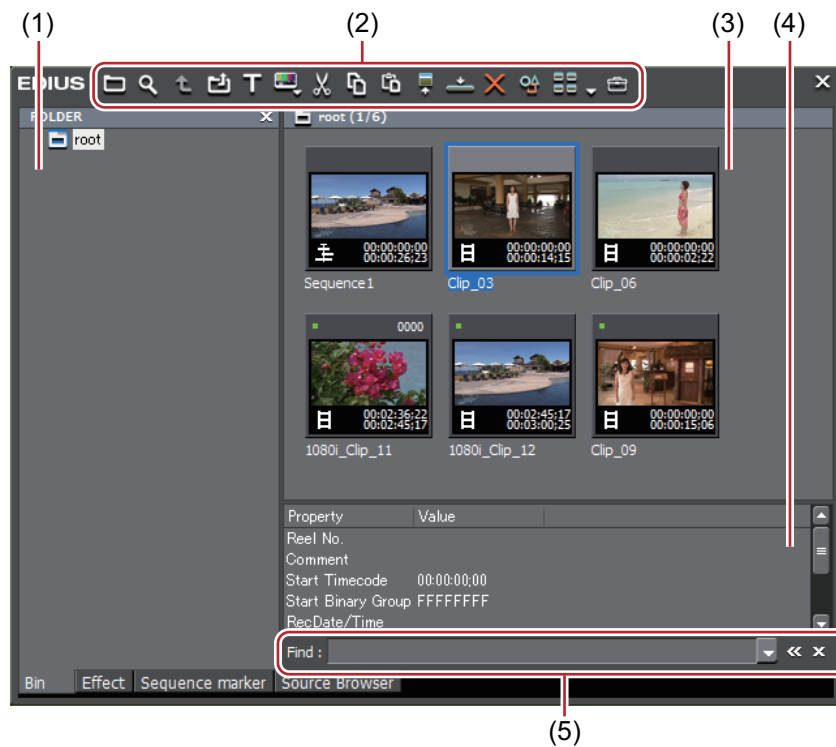 (1) (2) (3) (4)
EDIUS
FOLDER
root
root (1/6)
00:00:00;00
00:00:26;23
Sequence1
00:00:00;00
00:00:14;15
Clip_03
00:00:00;00
00:00:02;22
Clip_06
0000
00:02:36;22
00:02:45;17
1080i_Clip_11
00:02:45;17
00:03:00;25
1080i_Clip_12
00:00:00;00
00:00:15;06
Clip_09
Property Value
Reel No.
Comment
Start Timecode 00:00:00;00
Start Binary Group FFFFFFFF
RecDate/Time
Find :
Bin Effect Sequence marker Source Browser
(5)